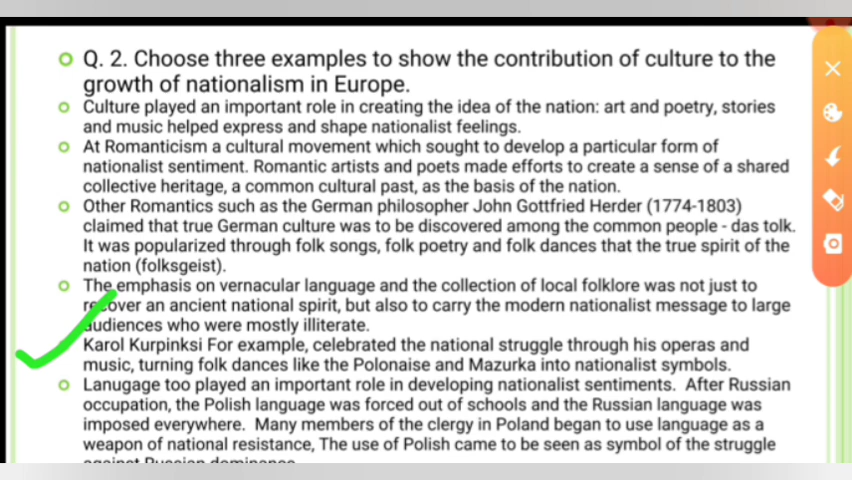 Q. 2. Choose three examples to show the contribution of culture to the
growth of nationalism in Europe.
Culture played an important role in creating the idea of the nation: art and poetry, stories
and music helped express and shape nationalist feelings.
At Romanticism a cultural movement which sought to develop a particular form of
nationalist sentiment. Romantic artists and poets made efforts to create a sense of a shared
collective heritage, a common cultural past, as the basis of the nation.
Other Romantics such as the German philosopher John Gottfried Herder (1774-1803)
claimed that true German culture was to be discovered among the common people - das tolk.
It was popularized through folk songs, folk poetry and folk dances that the true spirit of the
nation (folksgeist).
The emphasis on vernacular language and the collection of local folklore was not just to
recover an ancient national spirit, but also to carry the modern nationalist message to large
audiences who were mostly illiterate.
Karol Kurpinksi For example, celebrated the national struggle through his operas and
music, turning folk dances like the Polonaise and Mazurka into nationalist symbols.
Lanugage too played an important role in developing nationalist sentiments. After Russian
occupation, the Polish language was forced out of schools and the Russian language was
imposed everywhere. Many members of the clergy in Poland began to use language as a
weapon of national resistance, The use of Polish came to be seen as symbol of the struggle
against Russian dominance